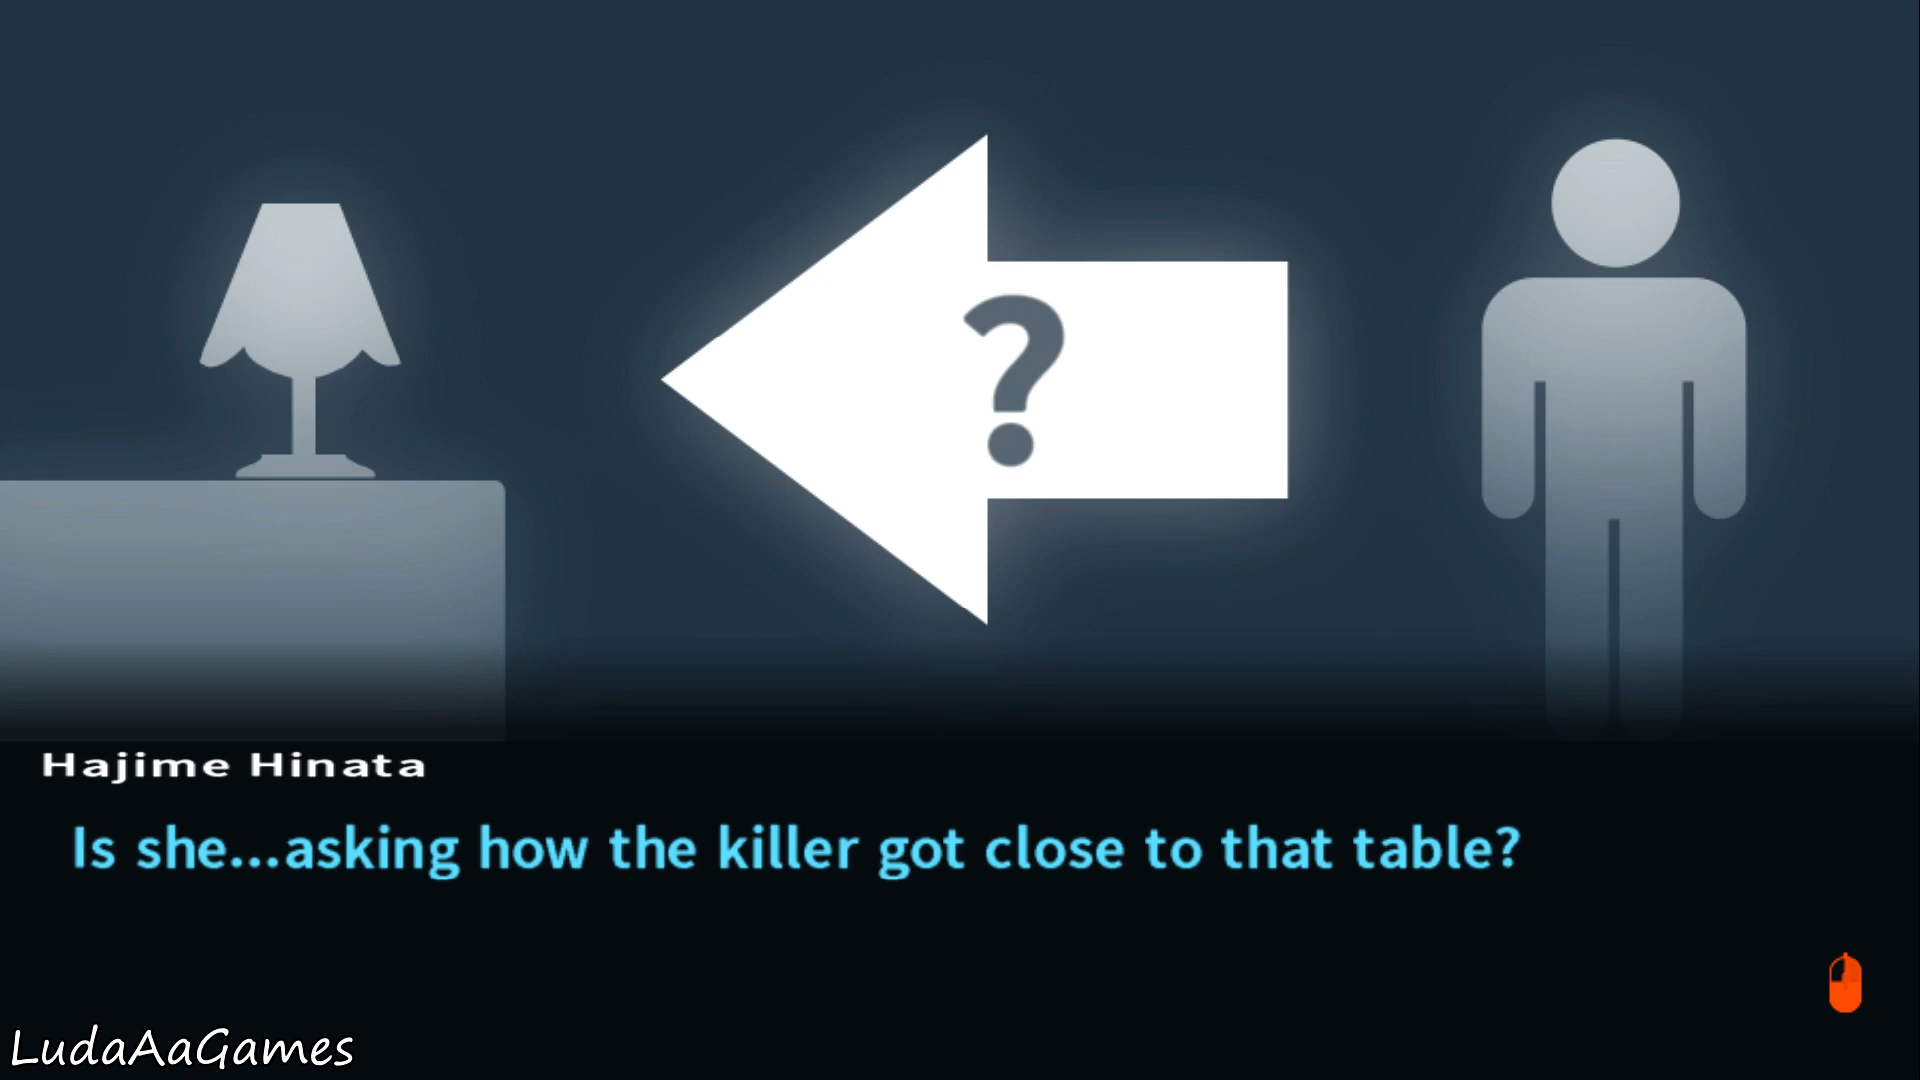 ?
Hajime Hinata
Is she...asking how the killer got close to that table?
LudaAaGames